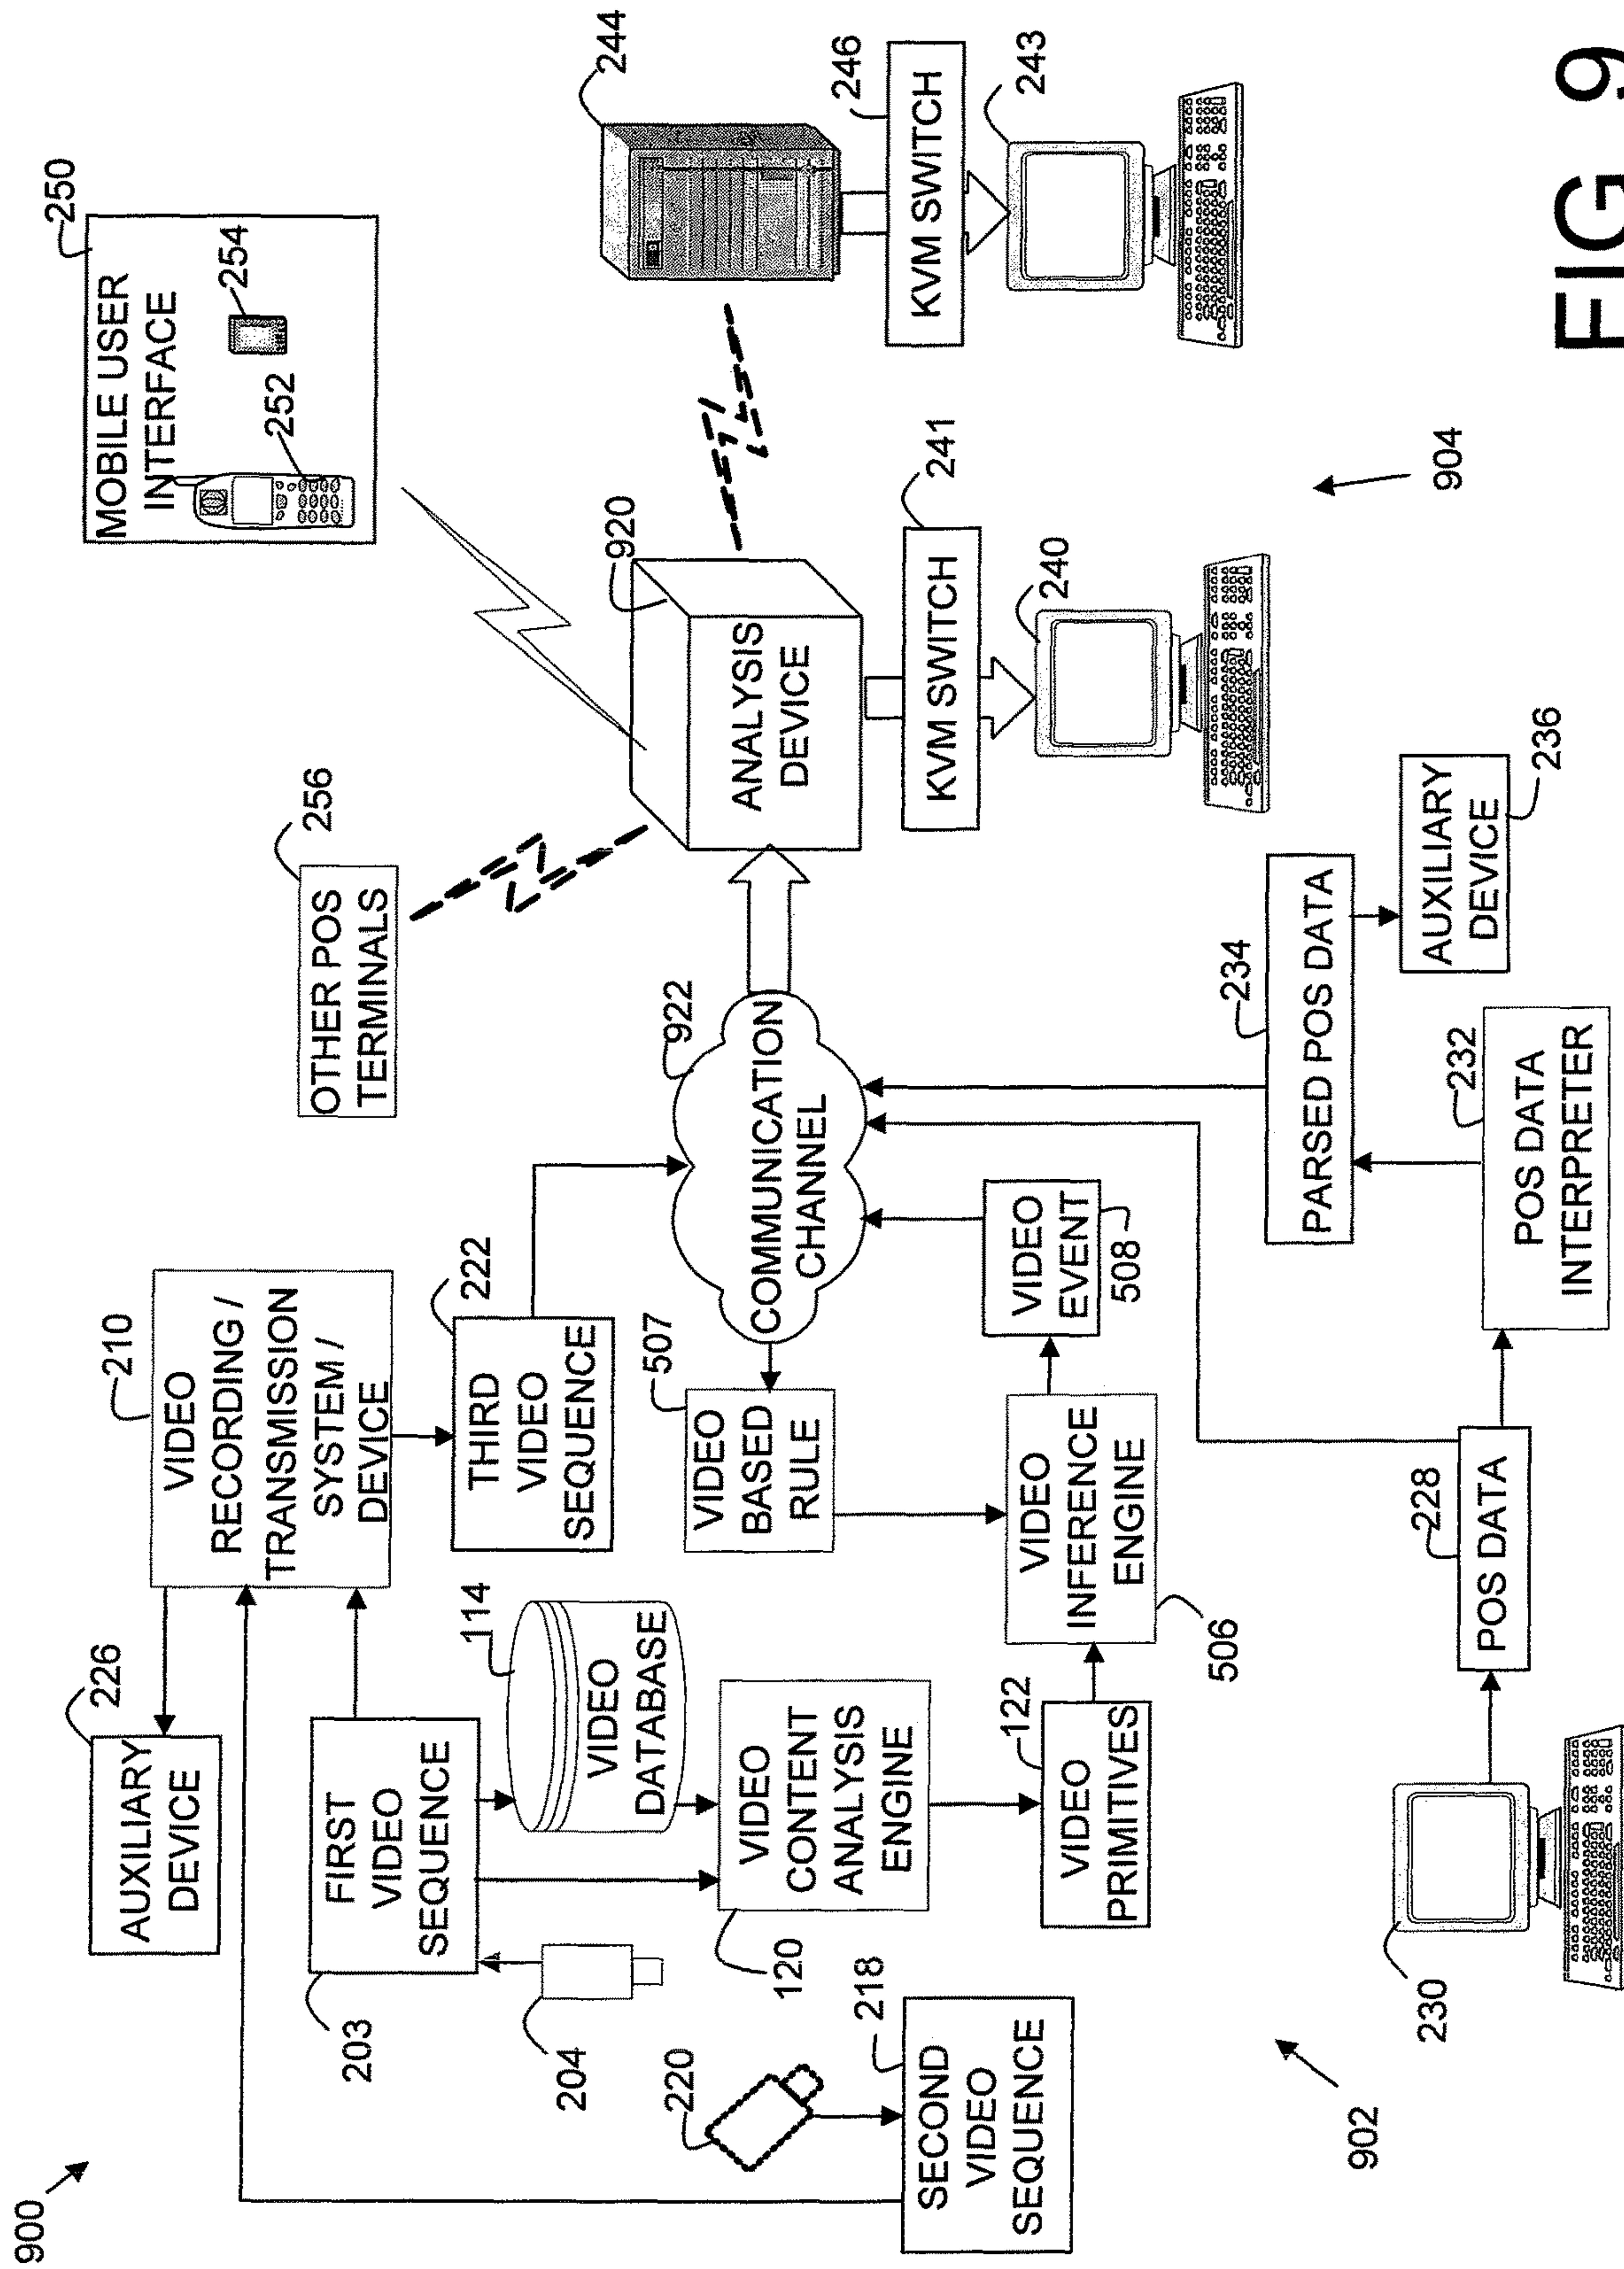 900
AUXILIARY
DEVICE
226
VIDEO
RECORDING /
TRANSMISSION
SYSTEM /
DEVICE
210
MOBILE USER
INTERFACE
250
252
254
OTHER POS
TERMINALS
256
FIRST
VIDEO
SEQUENCE
203
204
THIRD
VIDEO
SEQUENCE
222
VIDEO
DATABASE
114
220
SECOND
VIDEO
SEQUENCE
218
VIDEO
CONTENT
ANALYSIS
ENGINE
120
VIDEO
BASED
RULE
507
COMMUNICATION
CHANNEL
922
ANALYSIS
DEVICE
920
244
KVM SWITCH
246
243
KVM SWITCH
241
240
VIDEO
PRIMITIVES
122
VIDEO
INFERENCE
ENGINE
506
VIDEO
EVENT
508
902
904
230
POS DATA
228
PARSED POS DATA
234
POS DATA
INTERPRETER
232
AUXILIARY
DEVICE
236
FIG 9